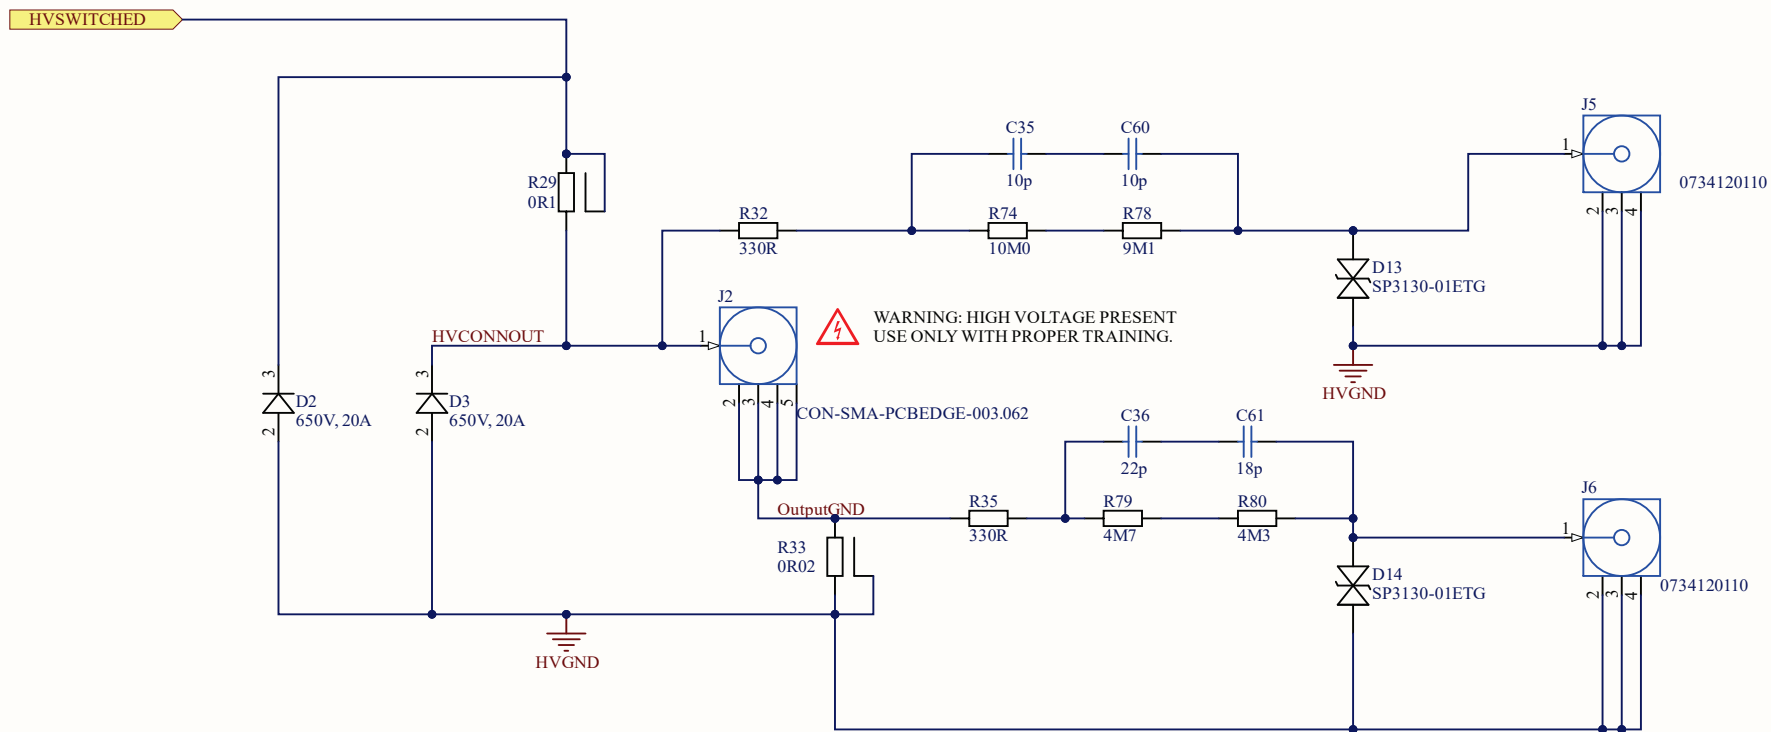 HVSWITCHED
J5
1
0734120110
2
3
4
C35
10p
C60
10p
R29
0R1
R32
330R
R74
10M0
R78
9M1
D13
SP3130-01ETG
HVGND
J2
1
WARNING: HIGH VOLTAGE PRESENT
USE ONLY WITH PROPER TRAINING.
HVCONNOUT
2
3
4
5
CON-SMA-PCBEDGE-003.062
3
D2
650V, 20A
2
3
D3
650V, 20A
2
C36
22p
C61
18p
OutputGND
R35
330R
R79
4M7
R80
4M3
R33
0R02
D14
SP3130-01ETG
J6
1
0734120110
2
3
4
HVGND